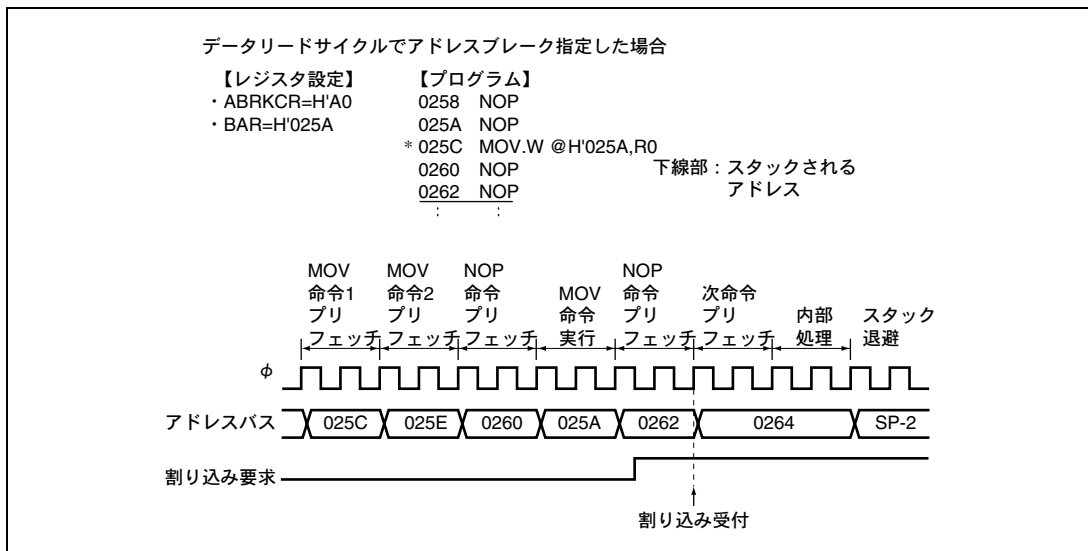 データリードサイクルでアドレスブレーク指定した場合
【レジスタ設定】
・ABRKCR=H'A0
・BAR=H'025A
【プログラム】
0258 NOP
025A NOP
* 025C MOV.W @H'025A,R0
0260 NOP
0262 NOP
: :
下線部：スタックされる
アドレス
MOV
命令1
プリ
フェッチ
MOV
命令2
プリ
フェッチ
NOP
命令
プリ
フェッチ
MOV
命令
実行
NOP
命令
プリ
フェッチ
次命令
プリ
フェッチ
内部
処理
スタック
退避
φ
アドレスバス 025C 025E 0260 025A 0262 0264 SP-2
割り込み要求
割り込み受付